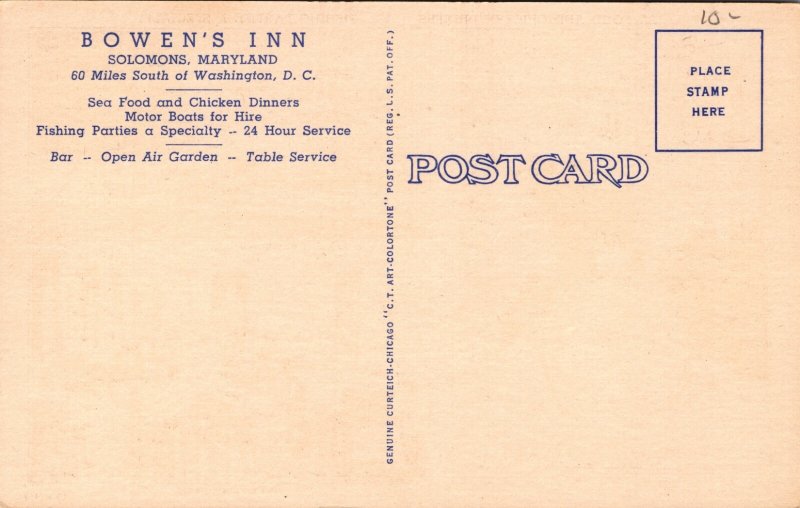 BOWEN'S INN
SOLOMONS, MARYLAND
60 Miles South of Washington, D. C.
Sea Food and Chicken Dinners
Motor Boats for Hire
Fishing Parties a Specialty -- 24 Hour Service
Bar -- Open Air Garden -- Table Service
GENUINE CURTEICH-CHICAGO "C.T. ART-COLORTONE" POST CARD (REG. U.S. PAT. OFF.)
POST CARD
10-
PLACE
STAMP
HERE